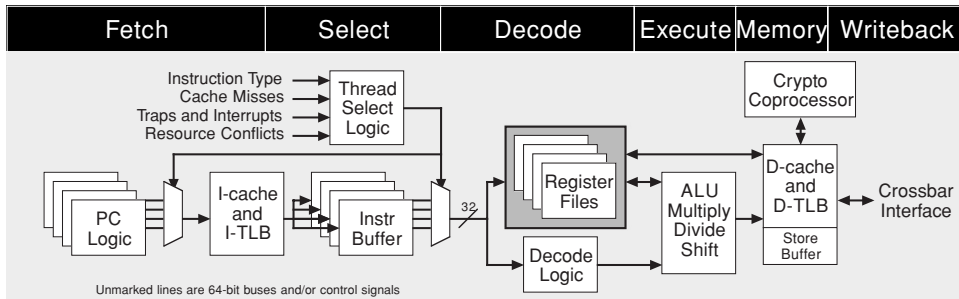 Fetch
Select
Decode
Execute
Memory
Writeback
Instruction Type
Cache Misses
Traps and Interrupts
Resource Conflicts
Thread
Select
Logic
Crypto
Coprocessor
PC
Logic
I-cache
and
I-TLB
Instr
Buffer
32
Register
Files
Decode
Logic
ALU
Multiply
Divide
Shift
D-cache
and
D-TLB
Store
Buffer
Crossbar
Interface
Unmarked lines are 64-bit buses and/or control signals